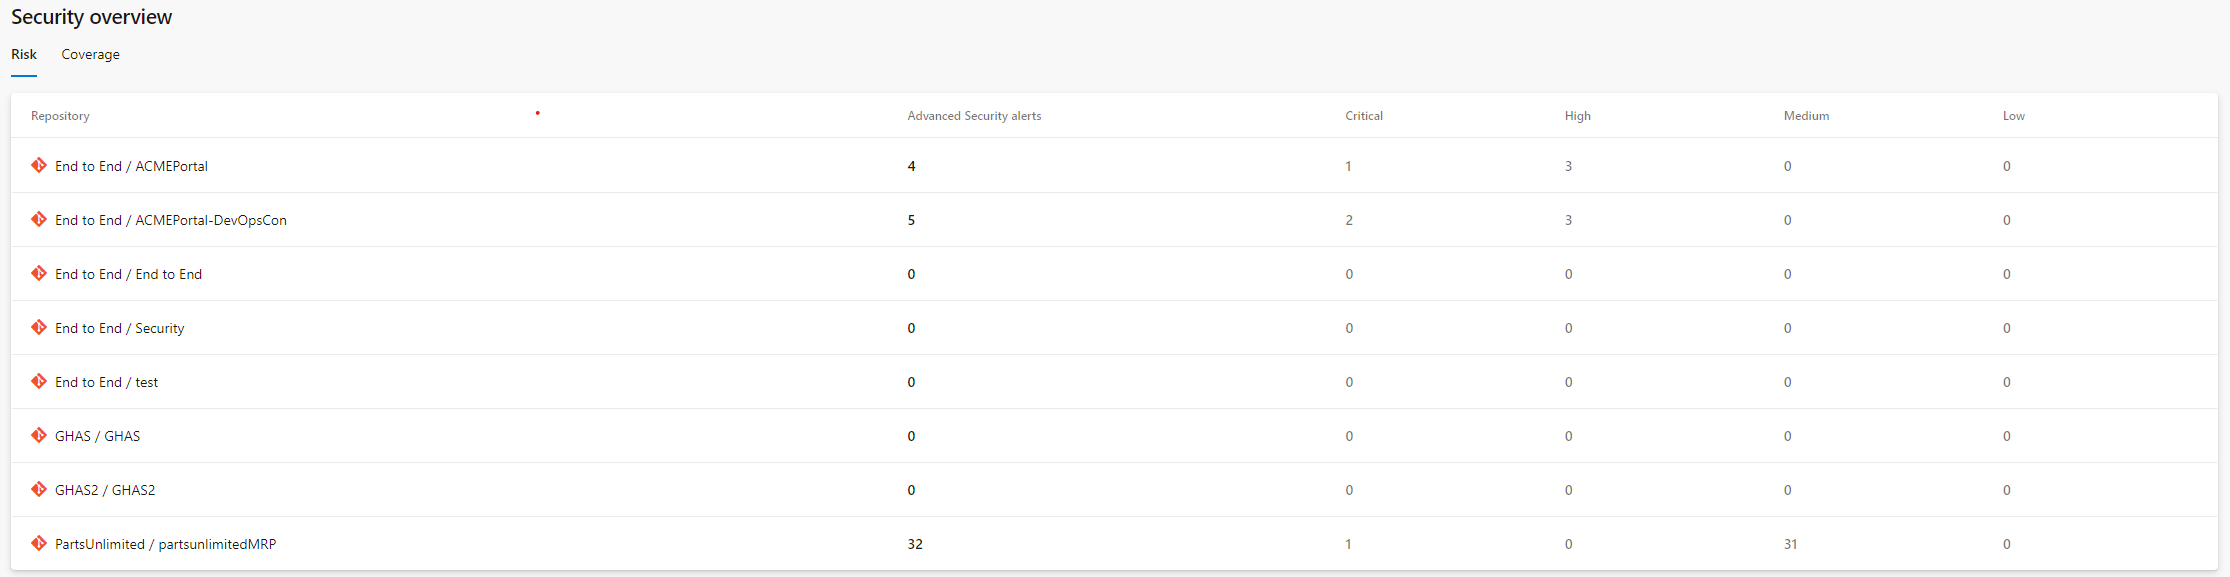 Security overview
Risk Coverage
Repository Advanced Security alerts Critical High Medium Low
End to End / ACMEPortal 4 1 3 0 0
End to End / ACMEPortal-DevOpsCon 5 2 3 0 0
End to End / End to End 0 0 0 0 0
End to End / Security 0 0 0 0 0
End to End / test 0 0 0 0 0
GHAS / GHAS 0 0 0 0 0
GHAS2 / GHAS2 0 0 0 0 0
PartsUnlimited / partsunlimitedMRP 32 1 0 31 0